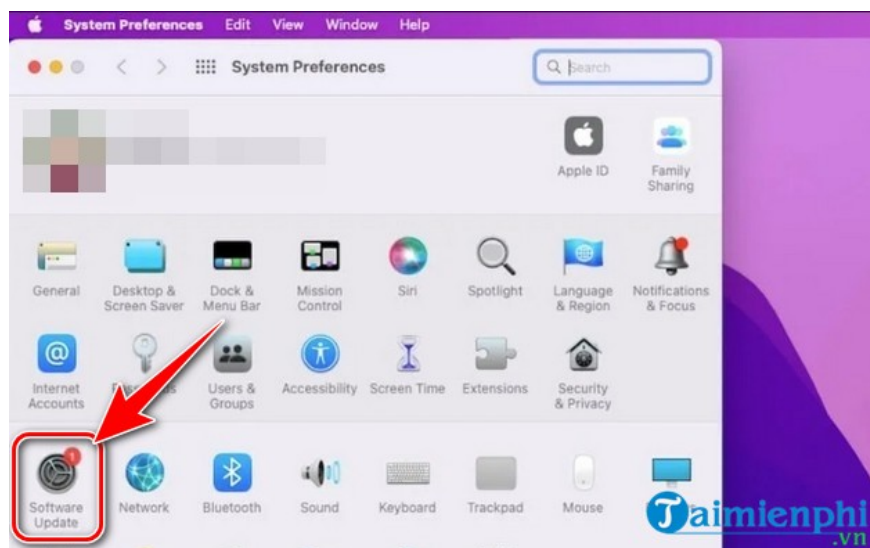 System Preferences Edit View Window Help
System Preferences
Search
Apple ID
Family
Sharing
General
Desktop &
Screen Saver
Dock &
Menu Bar
Mission
Control
Siri
Spotlight
Language
& Region
Notifications
& Focus
Internet
Accounts
Users &
Groups
Accessibility
Screen Time
Extensions
Security
& Privacy
1
Software
Update
Network
Bluetooth
Sound
Keyboard
Trackpad
Mouse
Taimienphi
.vn